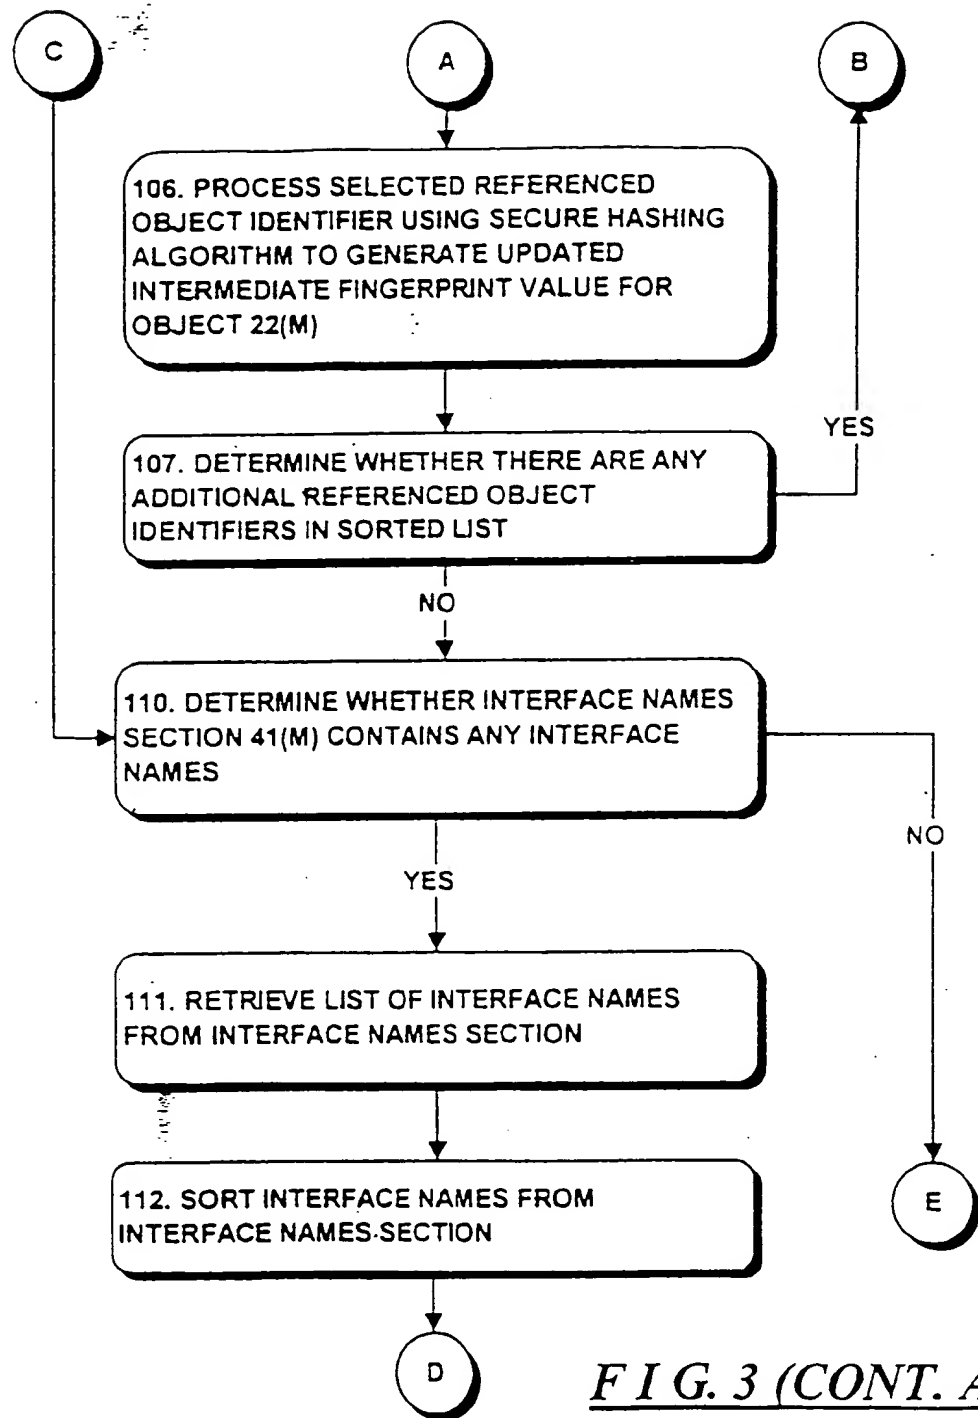 C
A
B
106. PROCESS SELECTED REFERENCED
OBJECT IDENTIFIER USING SECURE HASHING
ALGORITHM TO GENERATE UPDATED
INTERMEDIATE FINGERPRINT VALUE FOR
OBJECT 22(M)
YES
107. DETERMINE WHETHER THERE ARE ANY
ADDITIONAL REFERENCED OBJECT
IDENTIFIERS IN SORTED LIST
NO
110. DETERMINE WHETHER INTERFACE NAMES
SECTION 41(M) CONTAINS ANY INTERFACE
NAMES
NO
YES
111. RETRIEVE LIST OF INTERFACE NAMES
FROM INTERFACE NAMES SECTION
112. SORT INTERFACE NAMES FROM
INTERFACE NAMES SECTION
E
D
FIG. 3 (CONT. A